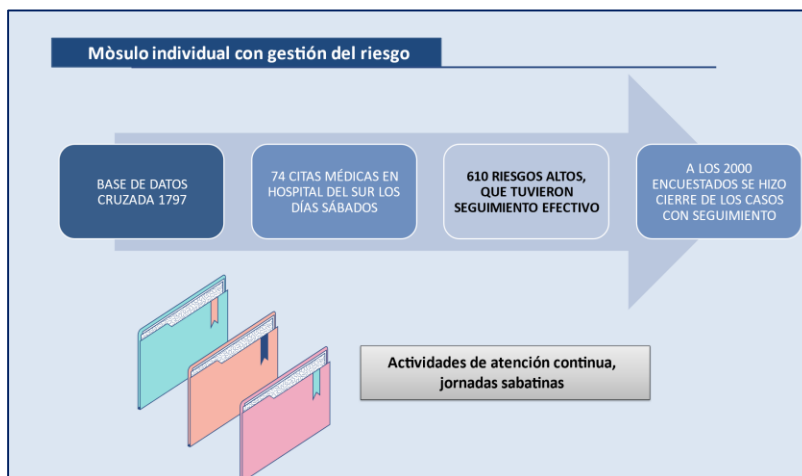 Mòsulo individual con gestión del riesgo
BASE DE DATOS
CRUZADA 1797
74 CITAS MÉDICAS EN
HOSPITAL DEL SUR LOS
DÍAS SÁBADOS
610 RIESGOS ALTOS,
QUE TUVIERON
SEGUIMIENTO EFECTIVO
A LOS 2000
ENCUESTADOS SE HIZO
CIERRE DE LOS CASOS
CON SEGUIMIENTO
Actividades de atención continua,
jornadas sabatinas